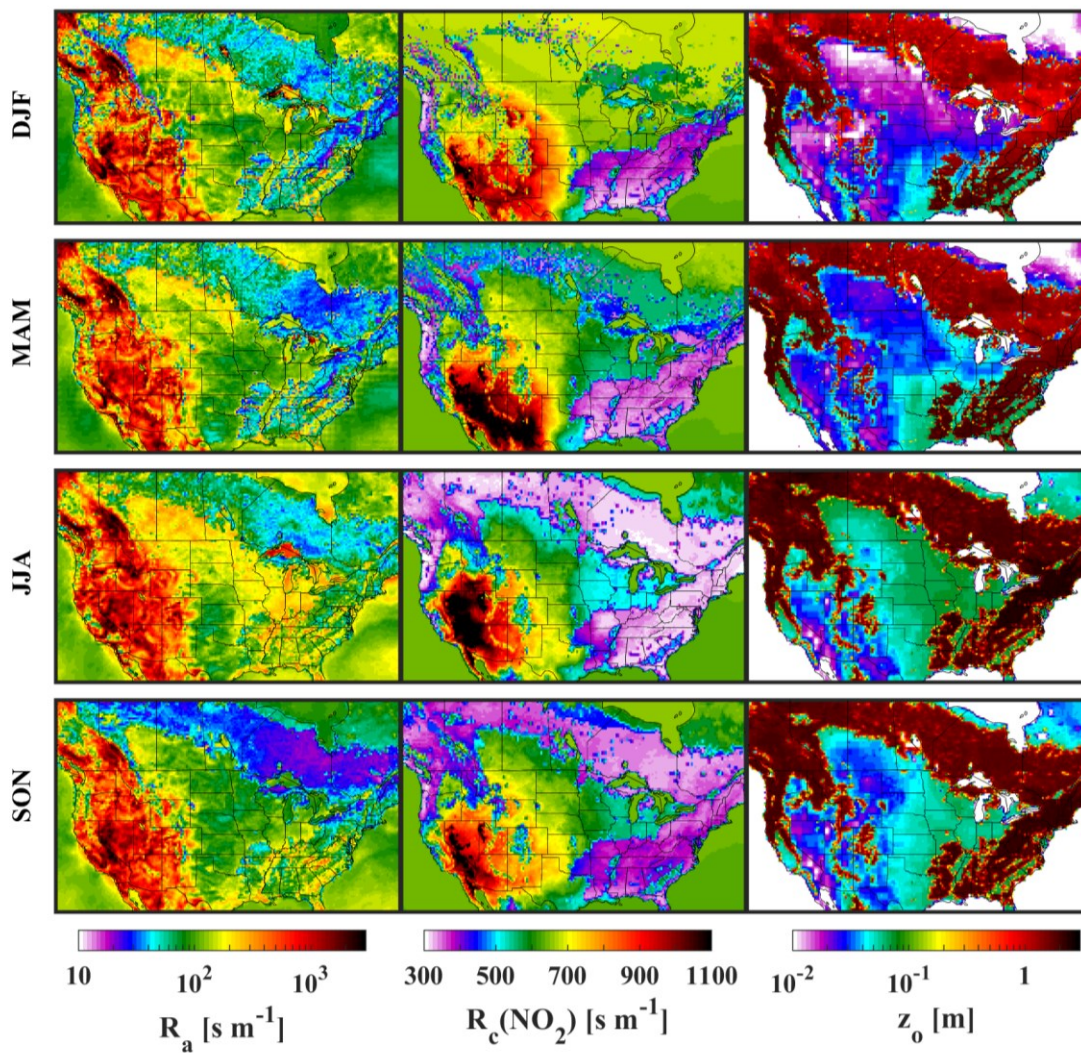 DJF
MAM
JJA
SON
10 10² 10³
300 500 700 900 1100
10⁻² 10⁻¹ 1
Rₐ [s m⁻¹]
R_c(NO₂) [s m⁻¹]
zₒ [m]